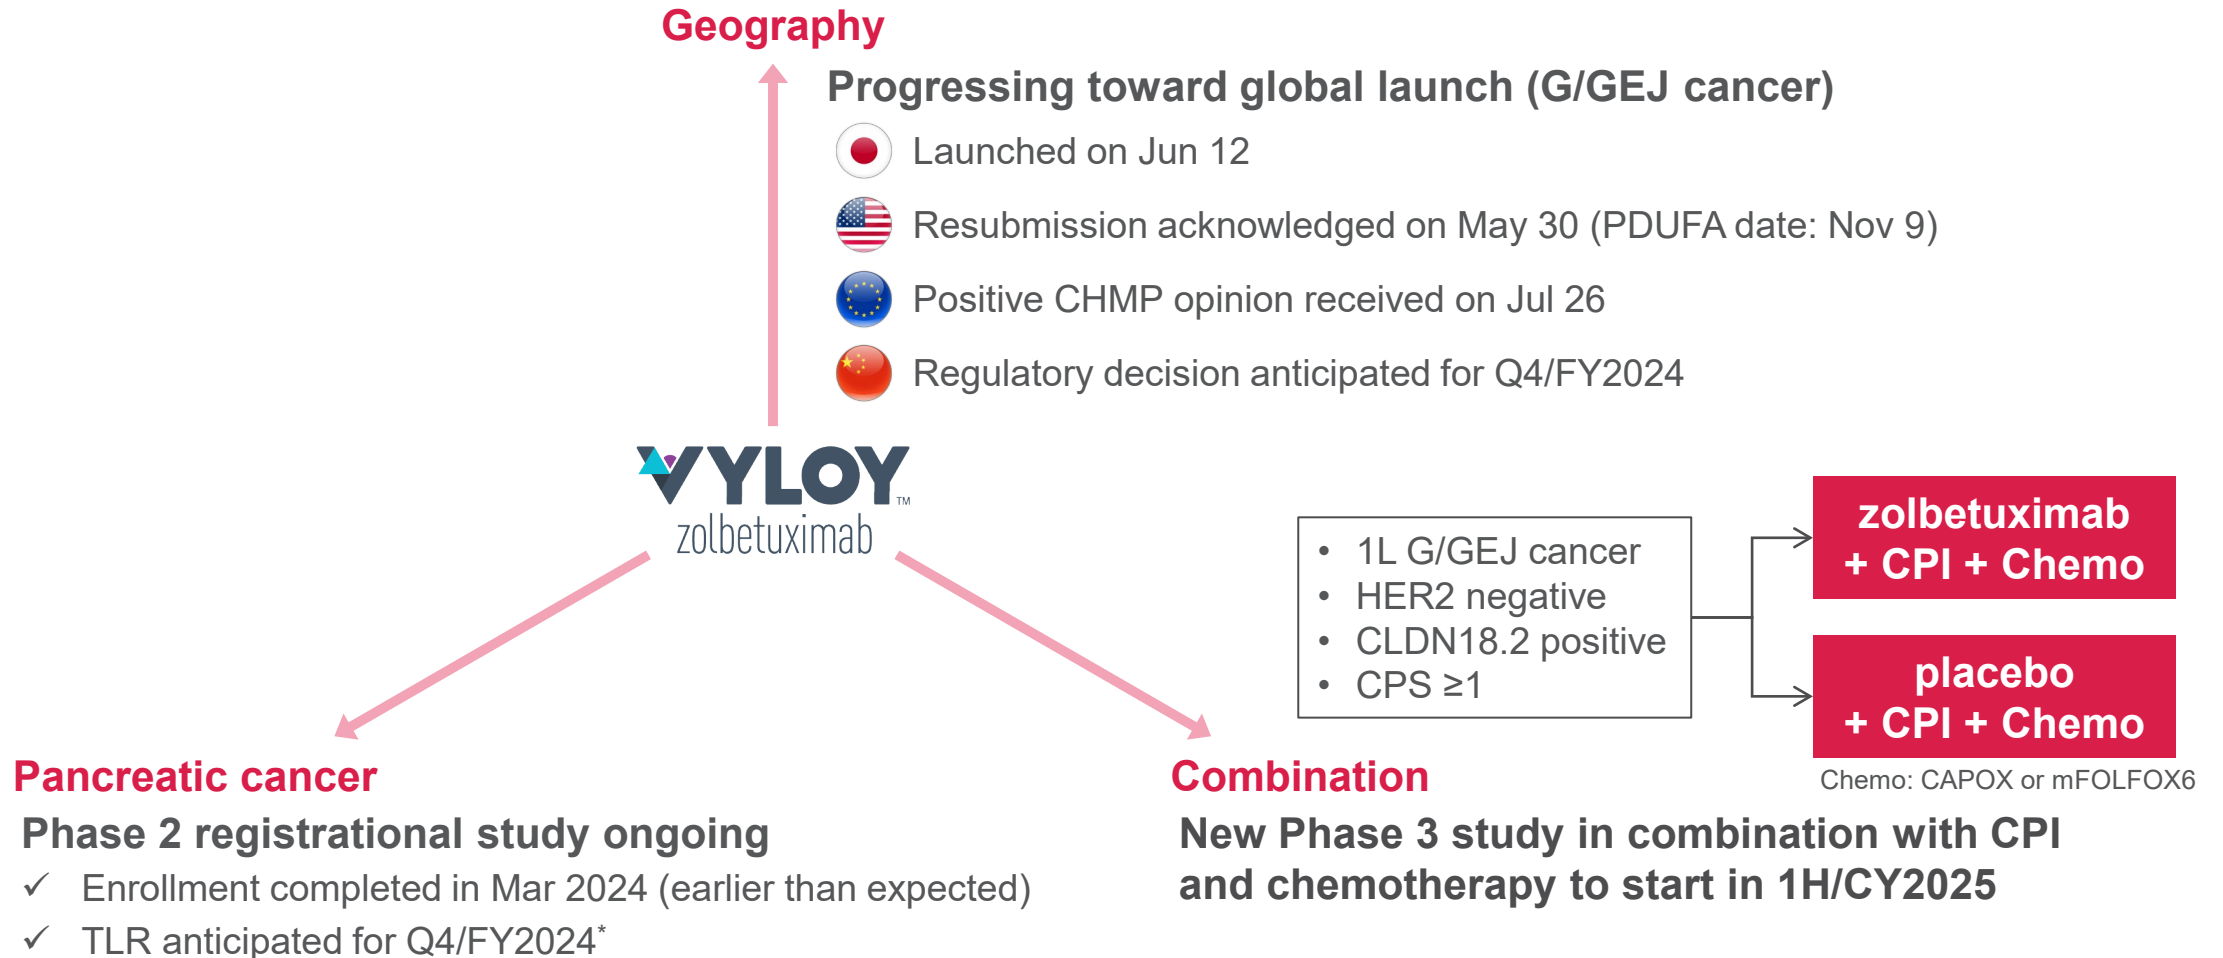 Geography
Progressing toward global launch (G/GEJ cancer)
Launched on Jun 12
Resubmission acknowledged on May 30 (PDUFA date: Nov 9)
Positive CHMP opinion received on Jul 26
Regulatory decision anticipated for Q4/FY2024
VYLOY™
zolbetuximab
• 1L G/GEJ cancer
• HER2 negative
• CLDN18.2 positive
• CPS ≥1
zolbetuximab
+ CPI + Chemo
placebo
+ CPI + Chemo
Chemo: CAPOX or mFOLFOX6
Pancreatic cancer
Phase 2 registrational study ongoing
✓ Enrollment completed in Mar 2024 (earlier than expected)
✓ TLR anticipated for Q4/FY2024*
Combination
New Phase 3 study in combination with CPI
and chemotherapy to start in 1H/CY2025